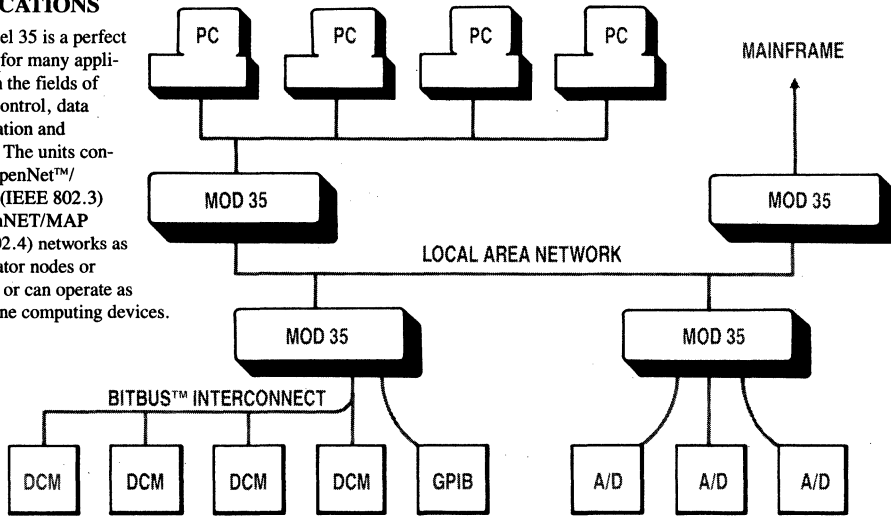 CATIONS
el 35 is a perfect
for many appli-
the fields of
ontrol, data
ation and
The units con-
penNet™/
(IEEE 802.3)
NET/MAP
02.4) networks as
ator nodes or
or can operate as
ne computing devices.
PC PC PC PC
MAINFRAME
MOD 35 MOD 35
LOCAL AREA NETWORK
MOD 35 MOD 35
BITBUS™ INTERCONNECT
DCM DCM DCM DCM GPIB A/D A/D A/D